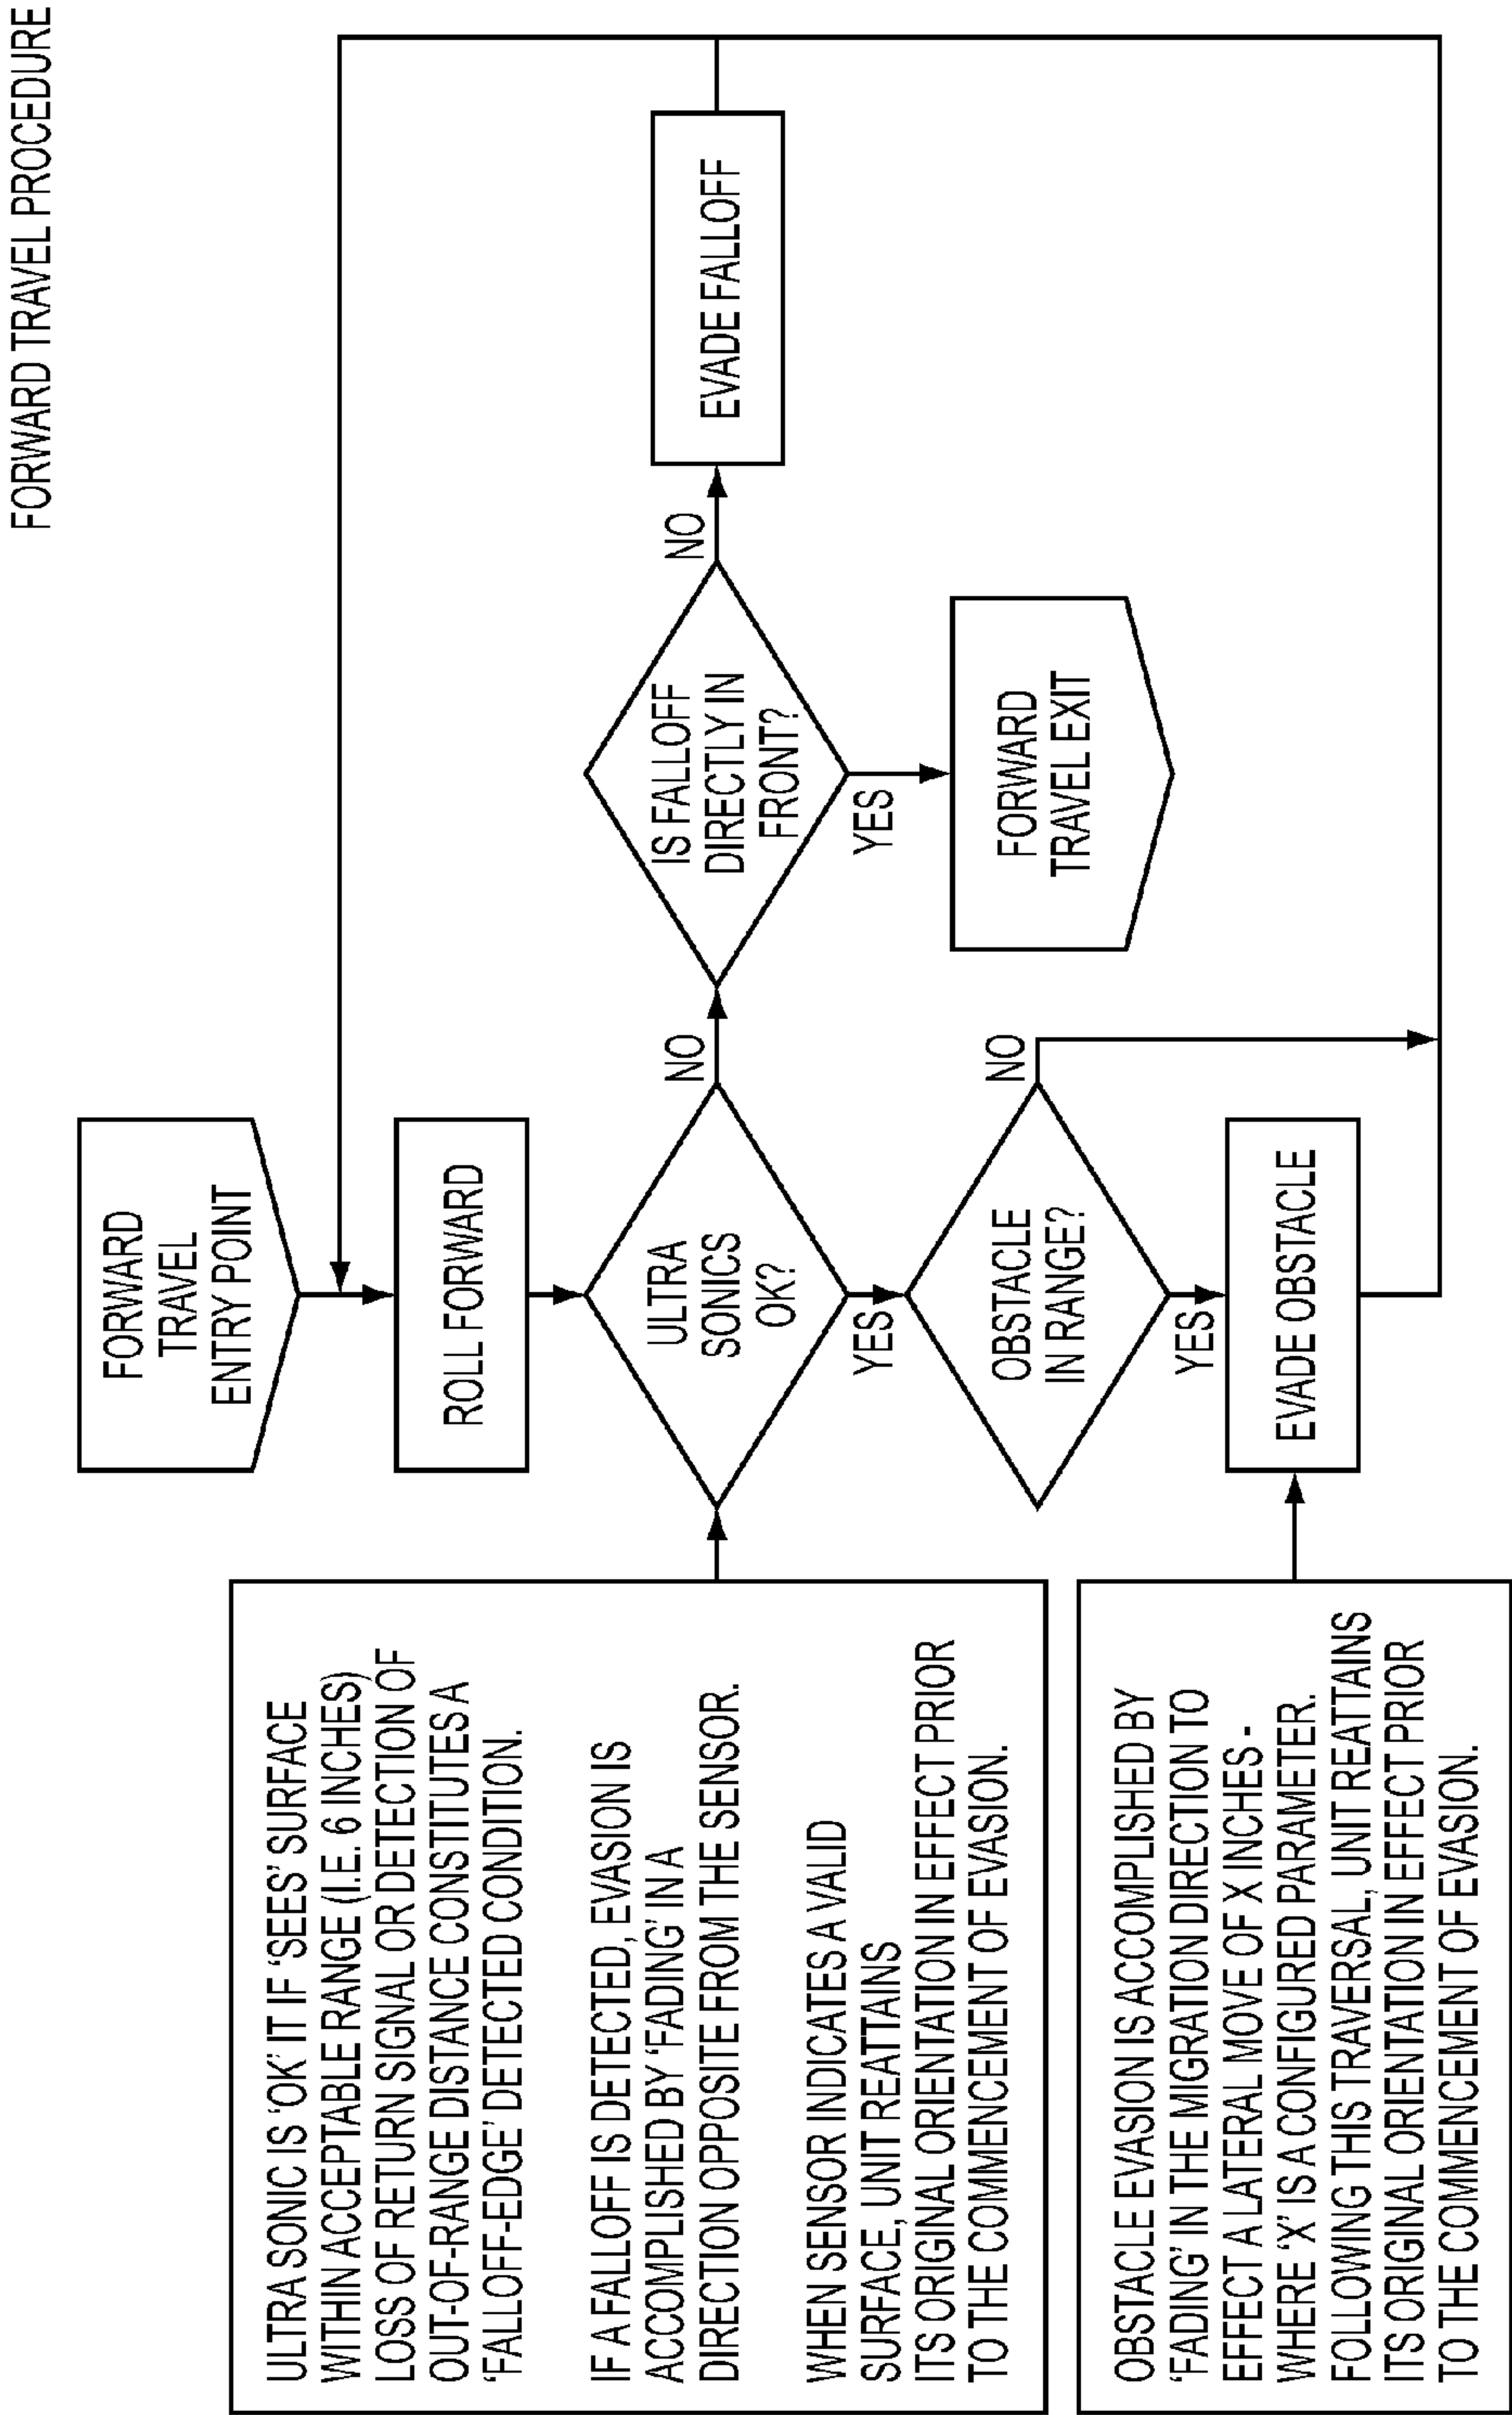 FORWARD TRAVEL PROCEDURE
FORWARD
TRAVEL
ENTRY POINT
ROLL FORWARD
ULTRA
SONICS
OK?
NO
YES
IS FALLOFF
DIRECTLY IN
FRONT?
NO
YES
EVADE FALLOFF
FORWARD
TRAVEL EXIT
OBSTACLE
IN RANGE?
NO
YES
EVADE OBSTACLE
ULTRA SONIC IS 'OK' IT IF 'SEES' SURFACE
WITHIN ACCEPTABLE RANGE (I.E. 6 INCHES)
LOSS OF RETURN SIGNAL OR DETECTION OF
OUT-OF-RANGE DISTANCE CONSTITUTES A
'FALLOFF-EDGE' DETECTED CONDITION.
IF A FALLOFF IS DETECTED, EVASION IS
ACCOMPLISHED BY 'FADING' IN A
DIRECTION OPPOSITE FROM THE SENSOR.
WHEN SENSOR INDICATES A VALID
SURFACE, UNIT REATTAINS
ITS ORIGINAL ORIENTATION IN EFFECT PRIOR
TO THE COMMENCEMENT OF EVASION.
OBSTACLE EVASION IS ACCOMPLISHED BY
'FADING' IN THE MIGRATION DIRECTION TO
EFFECT A LATERAL MOVE OF X INCHES -
WHERE 'X' IS A CONFIGURED PARAMETER.
FOLLOWING THIS TRAVERSAL, UNIT REATTAINS
ITS ORIGINAL ORIENTATION IN EFFECT PRIOR
TO THE COMMENCEMENT OF EVASION.